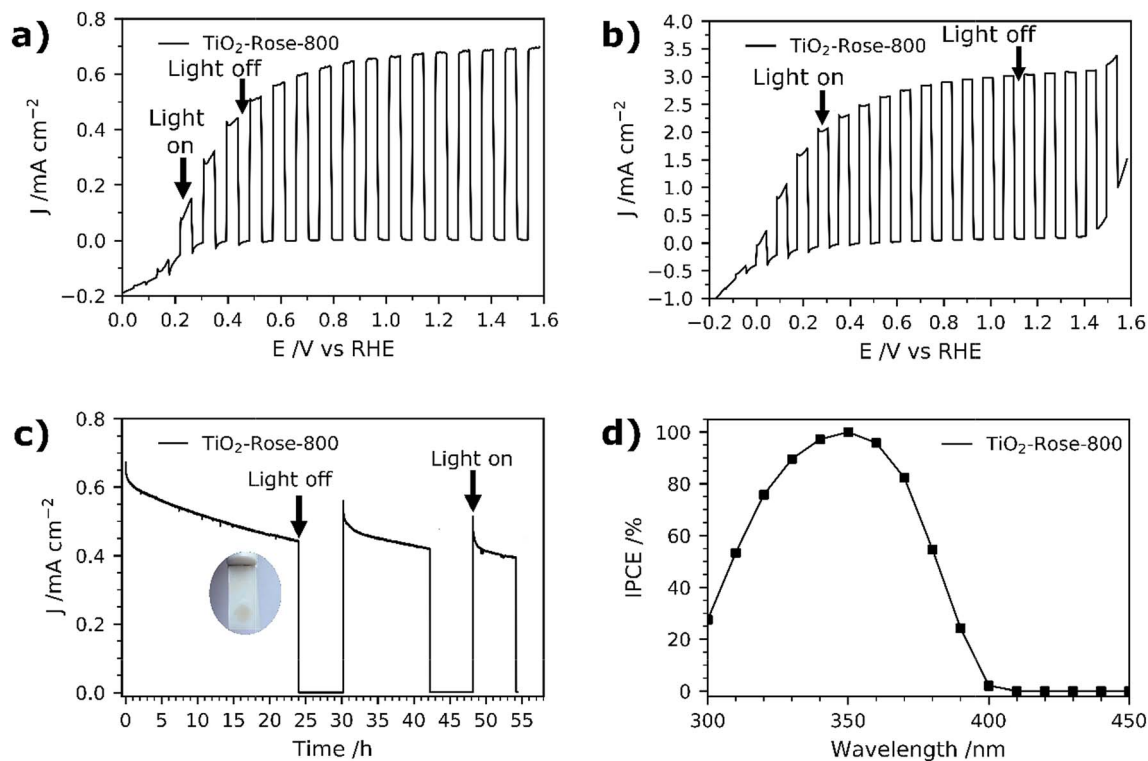 a)
0.8
0.6
0.4
0.2
0.0
−0.2
J /mA cm⁻²
TiO₂-Rose-800
Light off
Light
on
0.0 0.2 0.4 0.6 0.8 1.0 1.2 1.4 1.6
E /V vs RHE
b)
4.0
3.5
3.0
2.5
2.0
1.5
1.0
0.5
0.0
−0.5
−1.0
J /mA cm⁻²
TiO₂-Rose-800
Light off
Light on
−0.2 0.0 0.2 0.4 0.6 0.8 1.0 1.2 1.4 1.6
E /V vs RHE
c)
0.8
0.6
0.4
0.8
0.0
J /mA cm⁻²
TiO₂-Rose-800
Light off
Light on
0 5 10 15 20 25 30 35 40 45 50 55
Time /h
d)
100
80
60
40
20
0
IPCE /%
TiO₂-Rose-800
300 350 400 450
Wavelength /nm